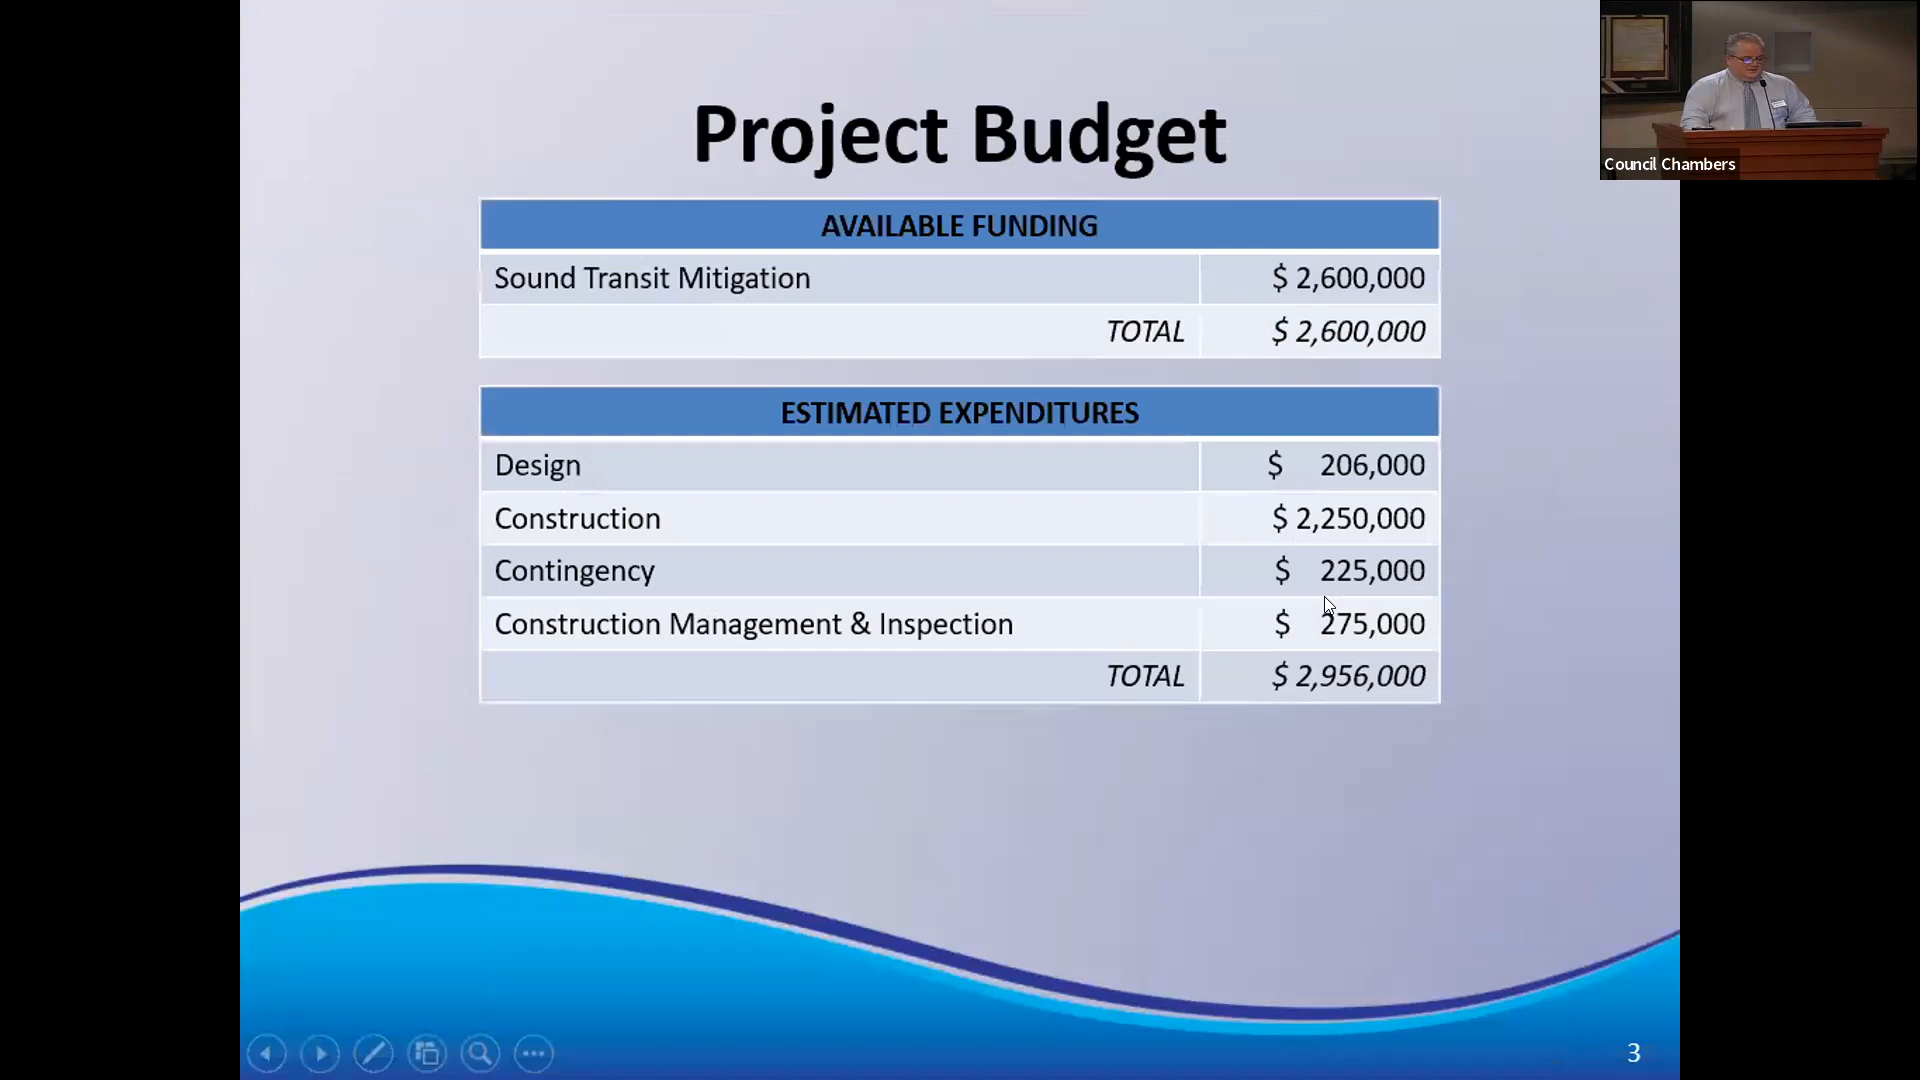 Project Budget
AVAILABLE FUNDING
Sound Transit Mitigation $ 2,600,000
TOTAL $ 2,600,000
ESTIMATED EXPENDITURES
Design $ 206,000
Construction $ 2,250,000
Contingency $ 225,000
Construction Management & Inspection $ 275,000
TOTAL $ 2,956,000
3
Council Chambers